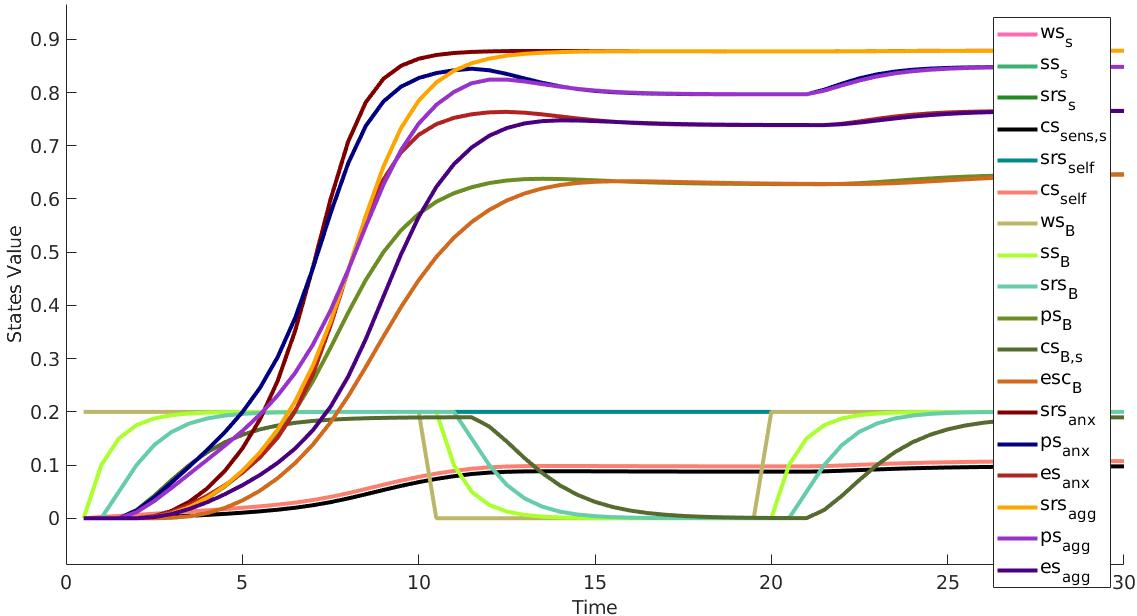 0.9
0.8
0.7
0.6
0.5
0.4
0.3
0.2
0.1
0
States Value
0 5 10 15 20 25 30
Time
ws_s
ss_s
srs_s
cs_sens,s
srs_self
cs_self
ws_B
ss_B
srs_B
ps_B
cs_B,s
esc_B
srs_anx
ps_anx
es_anx
srs_agg
ps_agg
es_agg